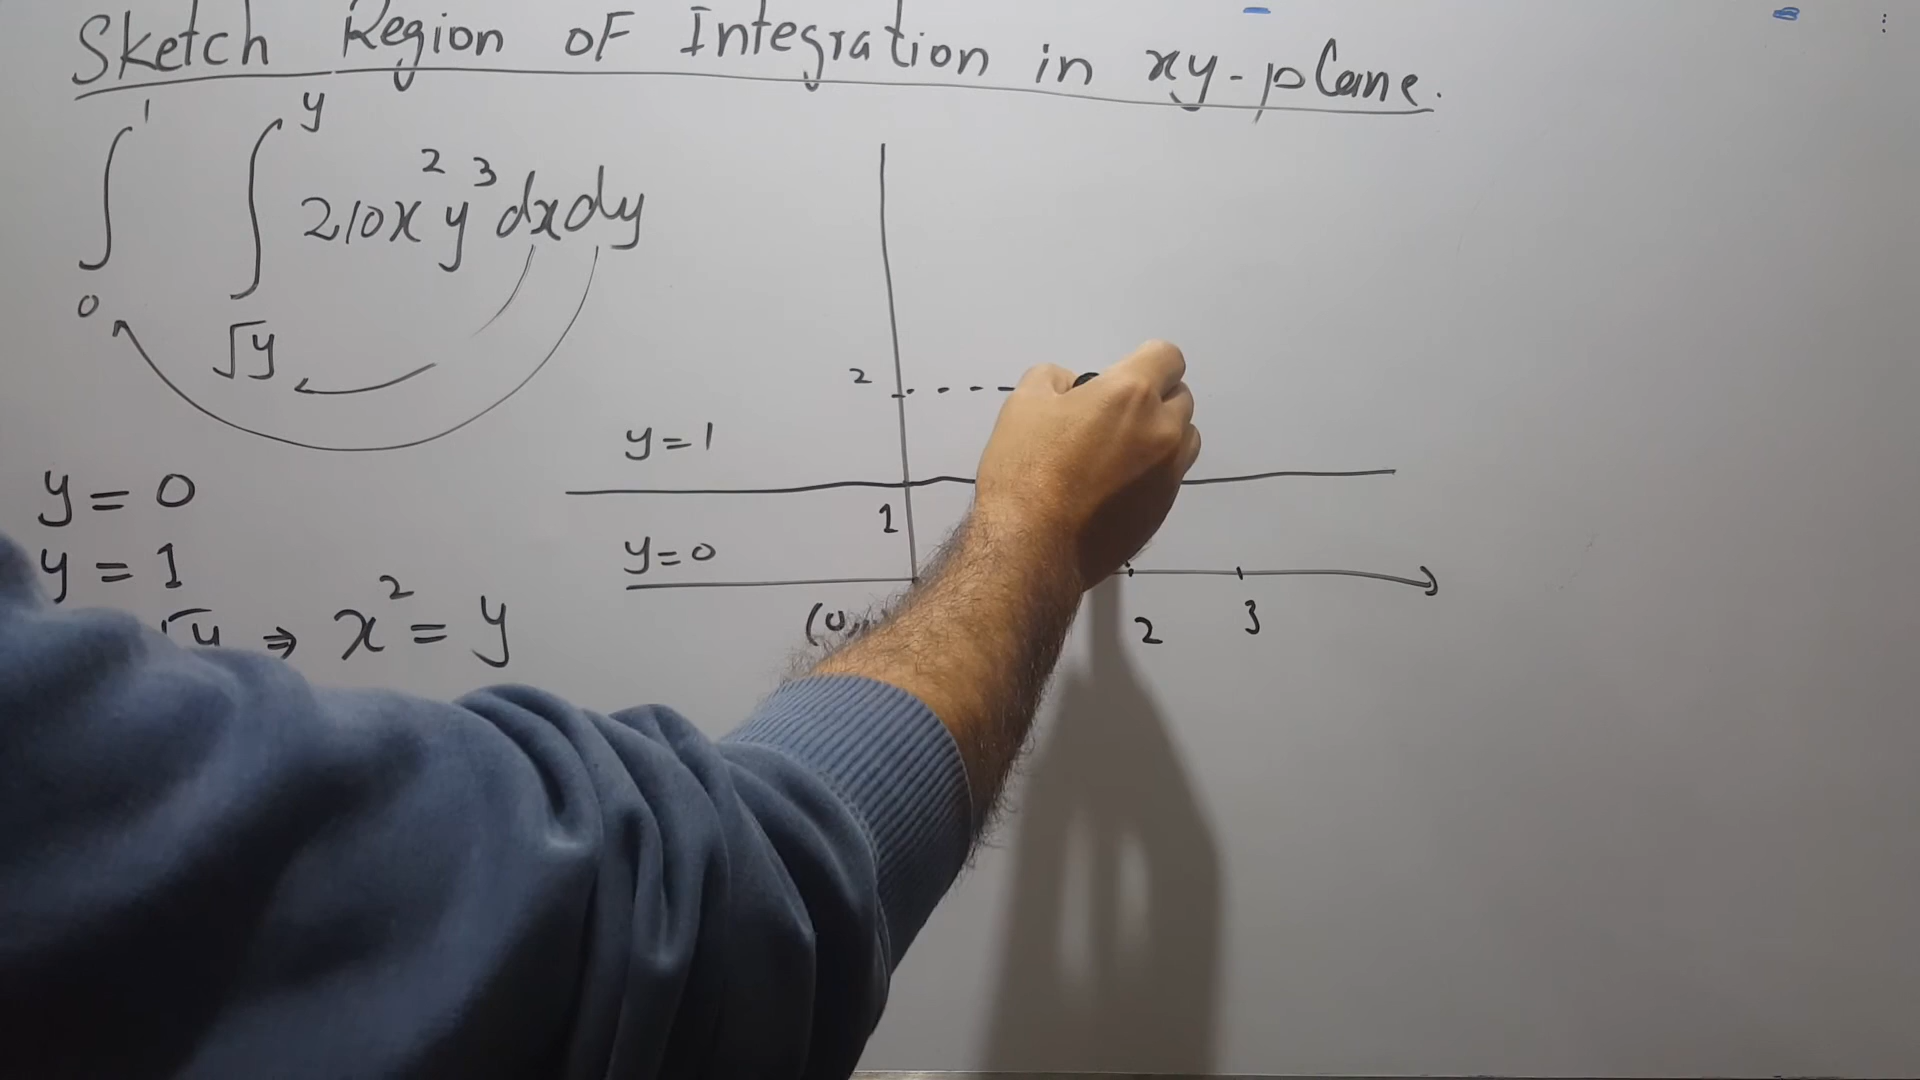 Sketch Region of Integration in xy-plane.
∫₀¹ ∫_√y^y 210x²y³dxdy
2
y=1
1
y=0
2 3
y = 0
y = 1
√y ⇒ x² = y